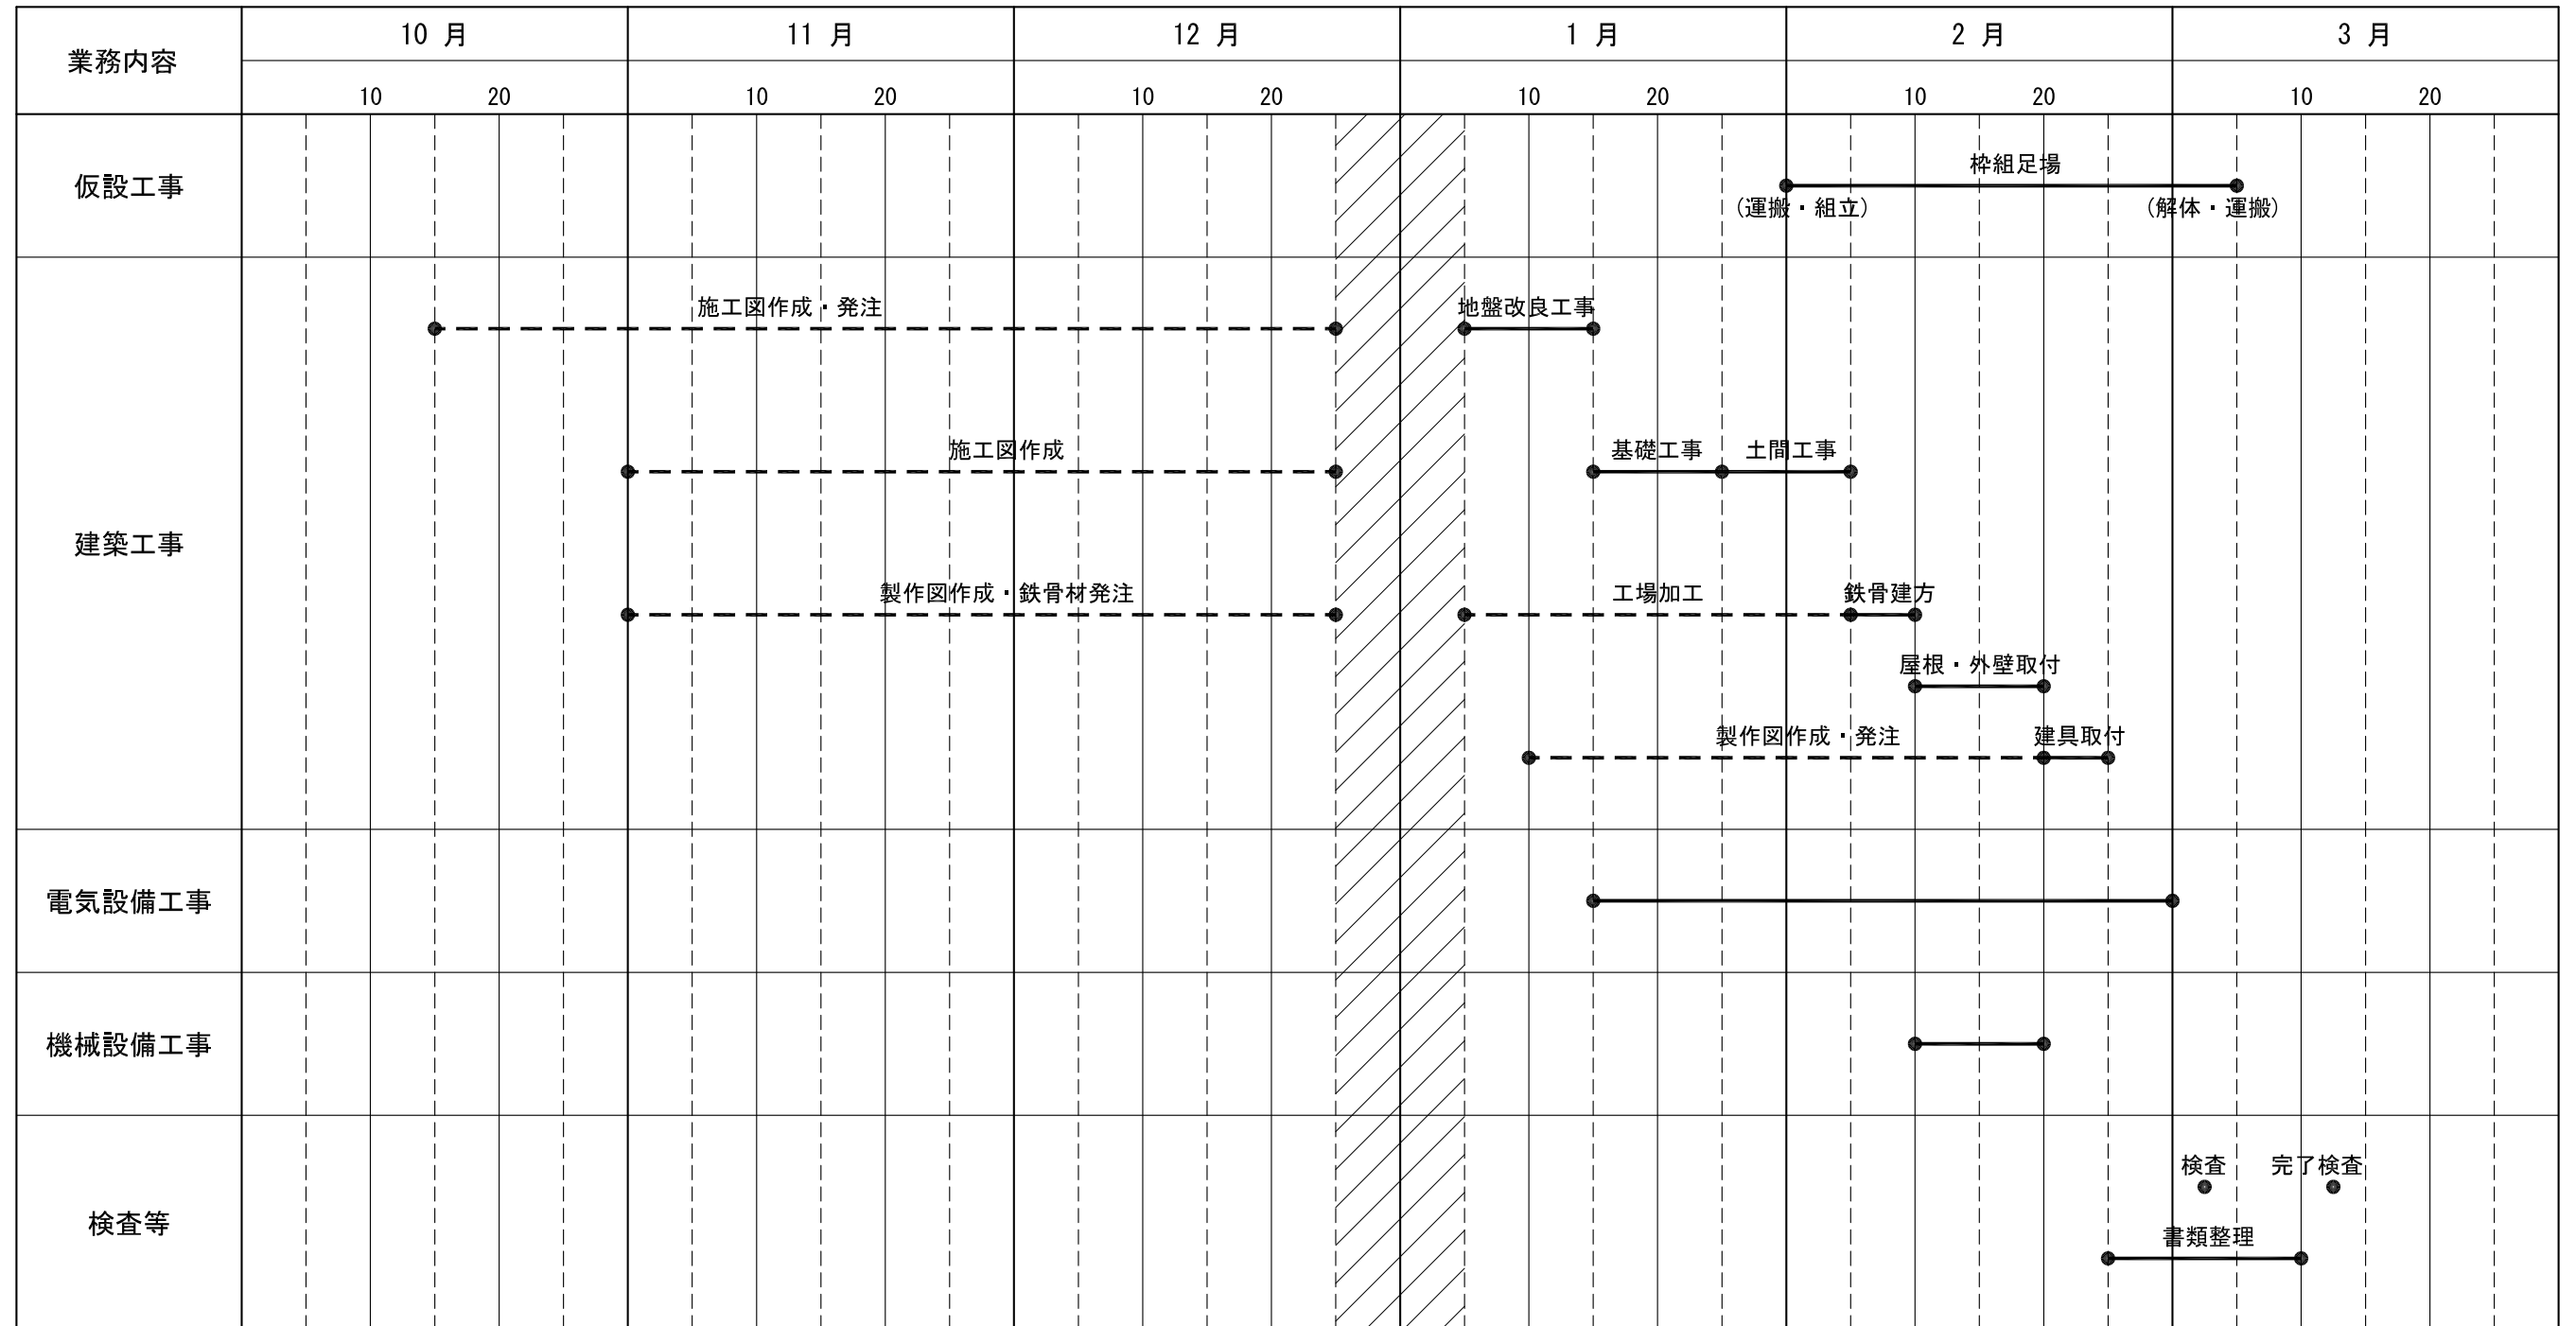 業務内容
10 月
11 月
12 月
1 月
2 月
3 月
10
20
10
20
10
20
10
20
10
20
10
20
仮設工事
枠組足場
(運搬・組立)
(解体・運搬)
建築工事
施工図作成・発注
地盤改良工事
施工図作成
基礎工事
土間工事
製作図作成・鉄骨材発注
工場加工
鉄骨建方
屋根・外壁取付
製作図作成・発注
建具取付
電気設備工事
機械設備工事
検査等
検査
完了検査
書類整理